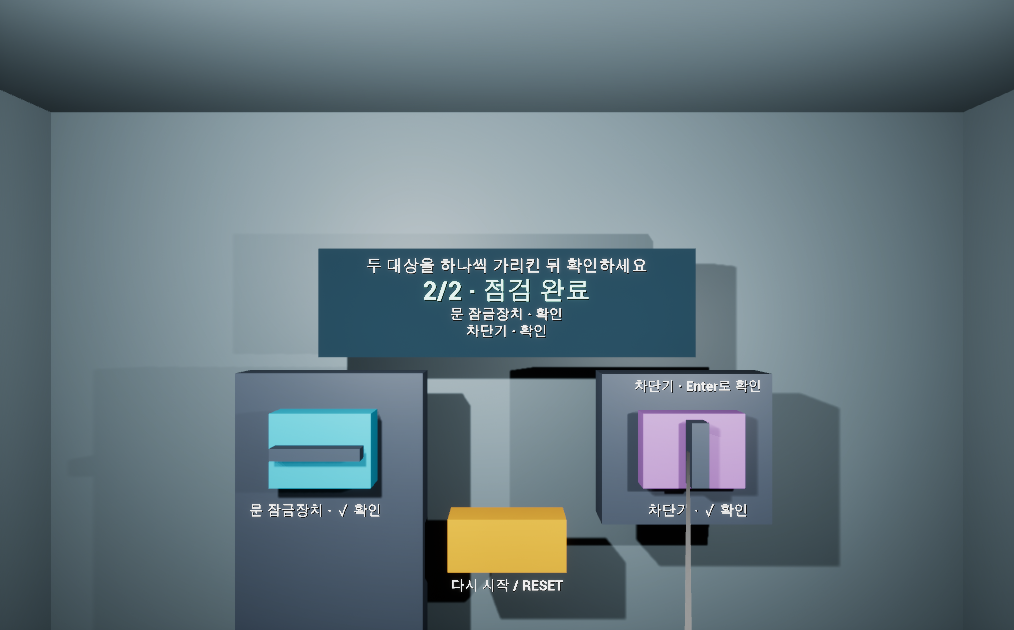 두 대상을 하나씩 가리킨 뒤 확인하세요
2/2 · 점검 완료
문 잠금장치 · 확인
차단기 · 확인
차단기 · Enter로 확인
문 잠금장치 · √ 확인
차단기 · √ 확인
다시 시작 / RESET